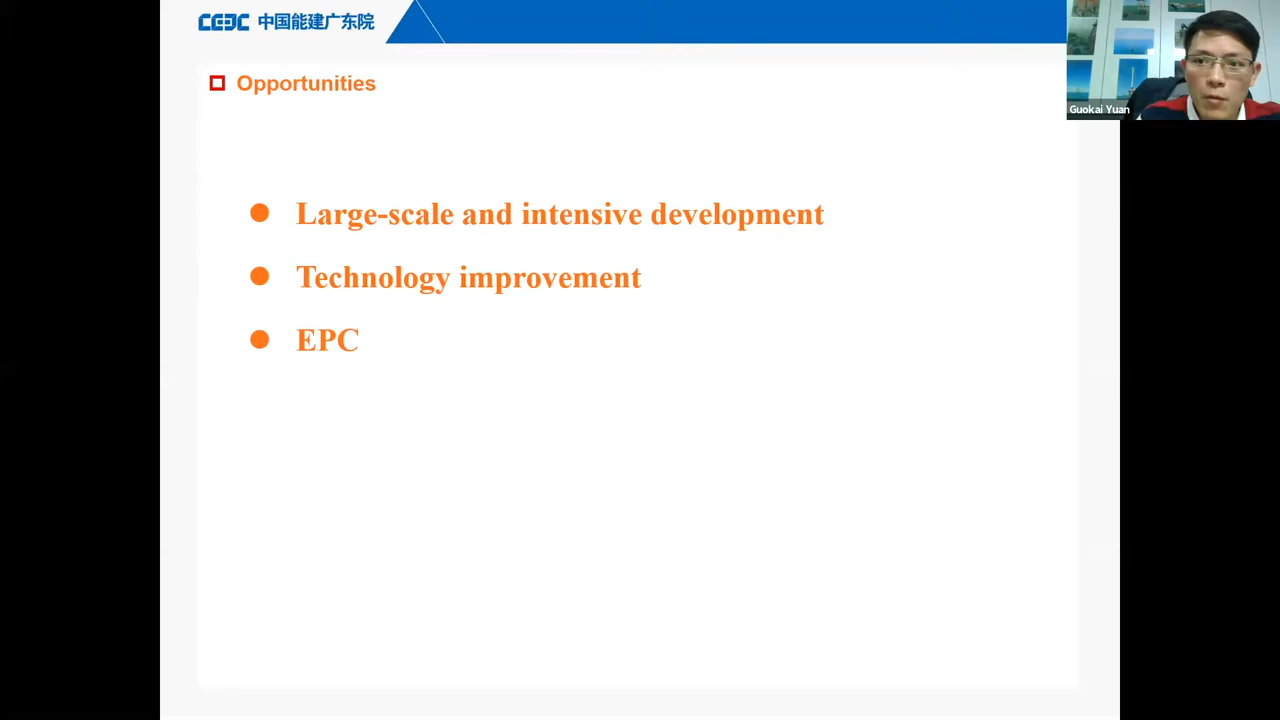 CEEC 中国能建广东院
Opportunities
Guokai Yuan
Large-scale and intensive development
Technology improvement
EPC